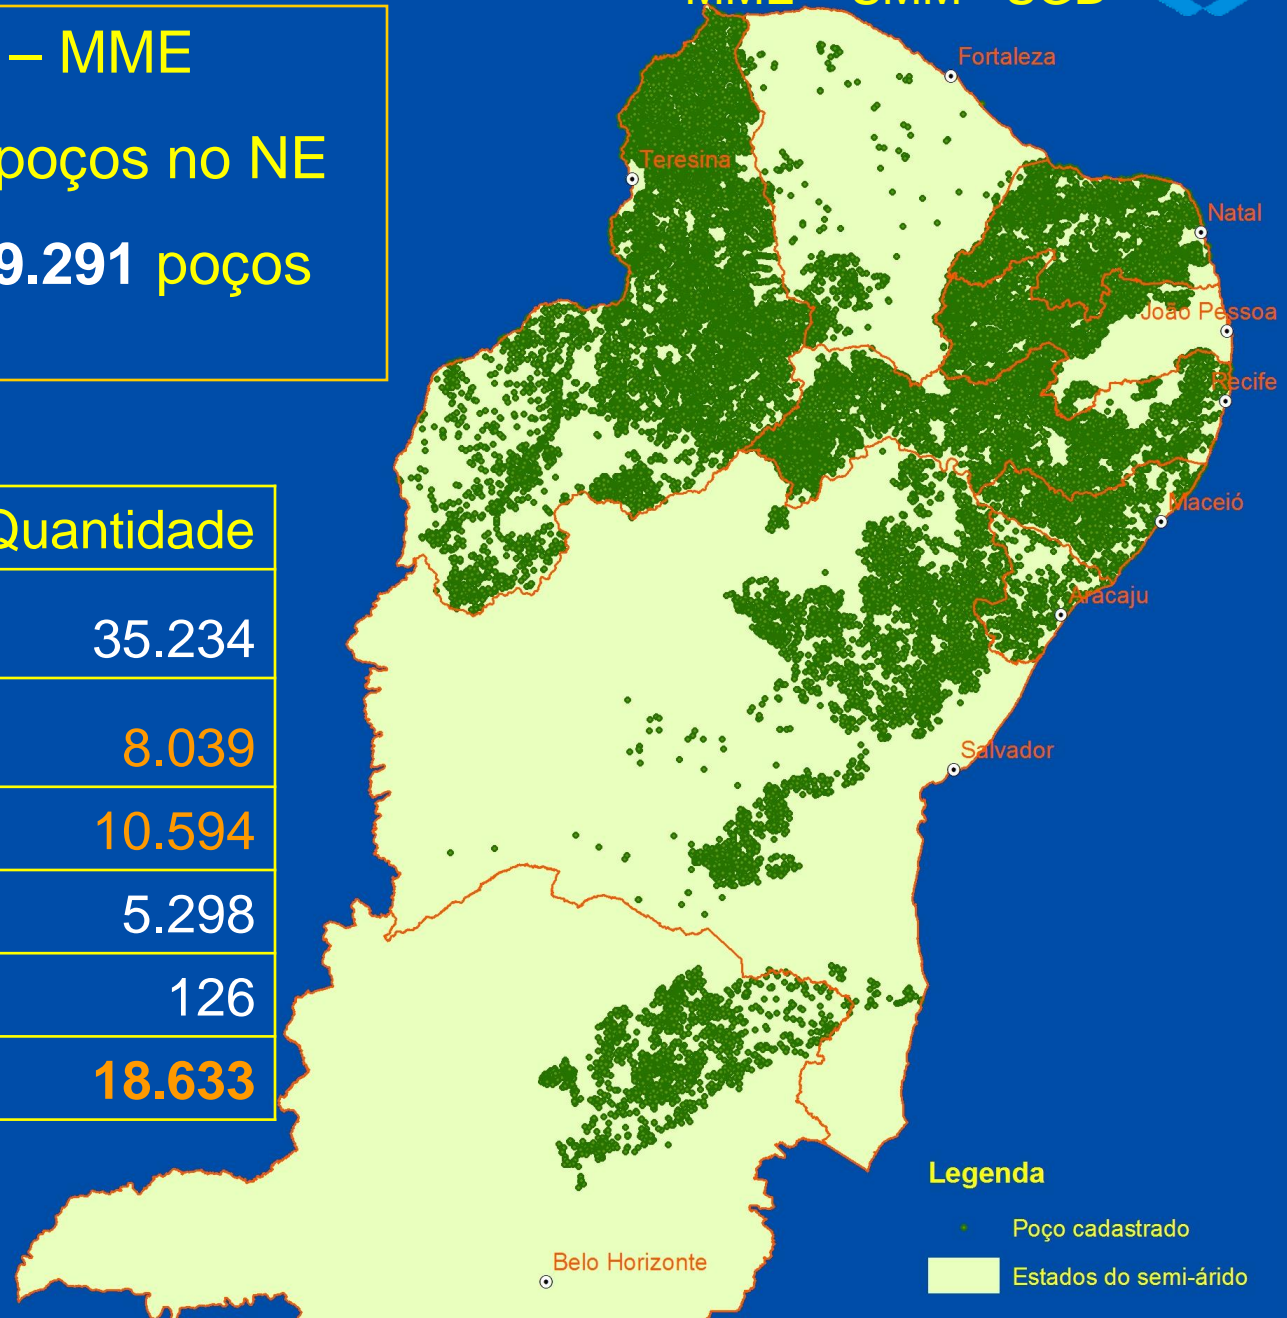 – MME
poços no NE
9.291 poços
Quantidade
35.234
8.039
10.594
5.298
126
18.633
Fortaleza
Teresina
Natal
João Pessoa
Recife
Maceió
Aracaju
Salvador
Belo Horizonte
Legenda
Poço cadastrado
Estados do semi-árido